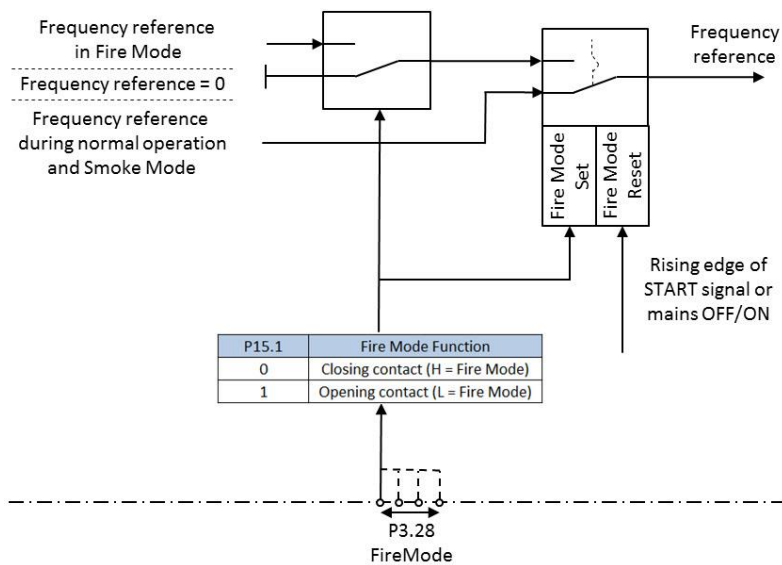 Frequency reference
in Fire Mode
Frequency reference = 0
Frequency reference
during normal operation
and Smoke Mode
Frequency
reference
Fire Mode
Set
Fire Mode
Reset
Rising edge of
START signal or
mains OFF/ON
P15.1 Fire Mode Function
0 Closing contact (H = Fire Mode)
1 Opening contact (L = Fire Mode)
P3.28
FireMode